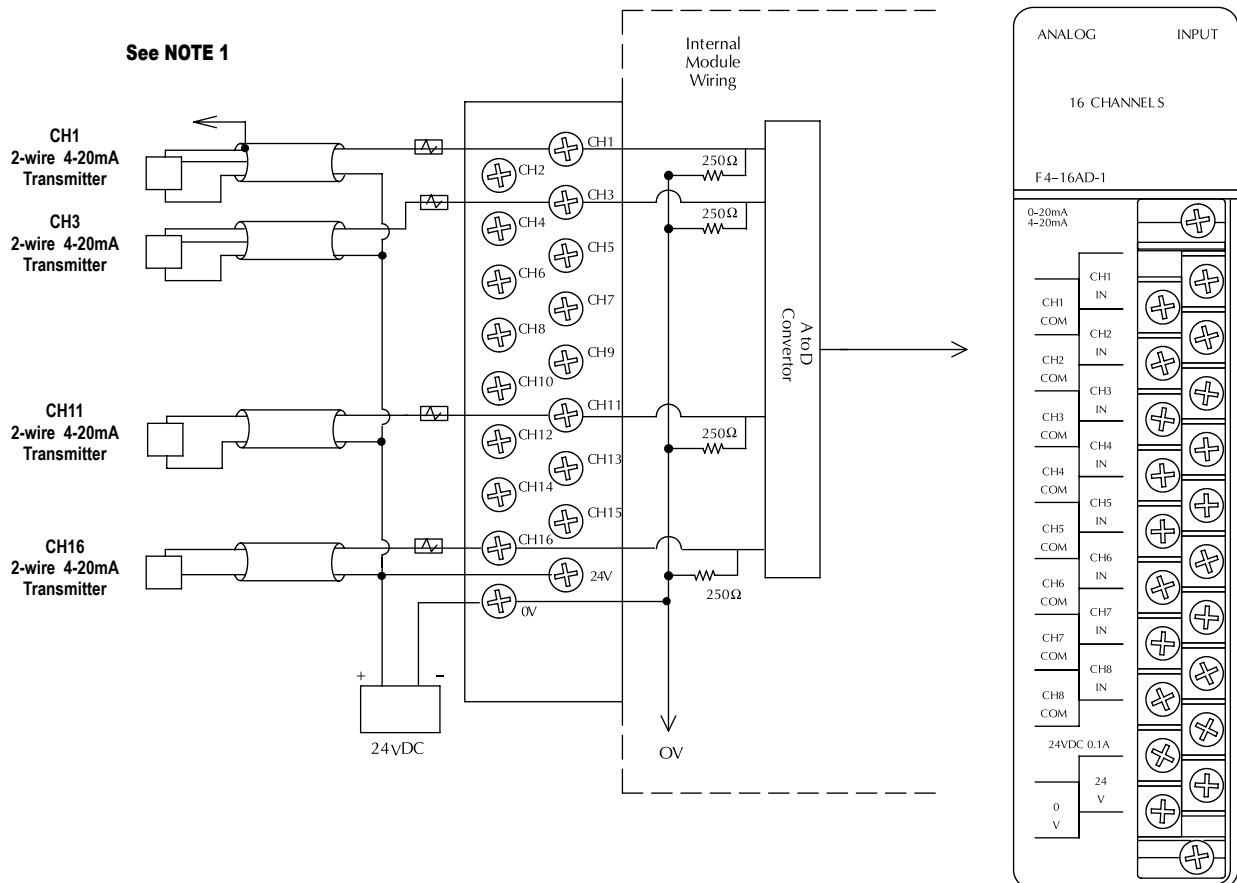 See NOTE 1
CH1
2-wire 4-20mA
Transmitter
CH3
2-wire 4-20mA
Transmitter
CH11
2-wire 4-20mA
Transmitter
CH16
2-wire 4-20mA
Transmitter
+
-
24VDC
CH1
CH2
CH3
CH4
CH5
CH6
CH7
CH8
CH9
CH10
CH11
CH12
CH13
CH14
CH15
CH16
24V
0V
Internal
Module
Wiring
250Ω
250Ω
250Ω
250Ω
A to D
Convertor
OV
ANALOG INPUT
16 CHANNELS
F4-16AD-1
0-20mA
4-20mA
CH1
IN
CH1
COM
CH2
IN
CH2
COM
CH3
IN
CH3
COM
CH4
IN
CH4
COM
CH5
IN
CH5
COM
CH6
IN
CH6
COM
CH7
IN
CH7
COM
CH8
IN
CH8
COM
24VDC 0.1A
24
V
0
V